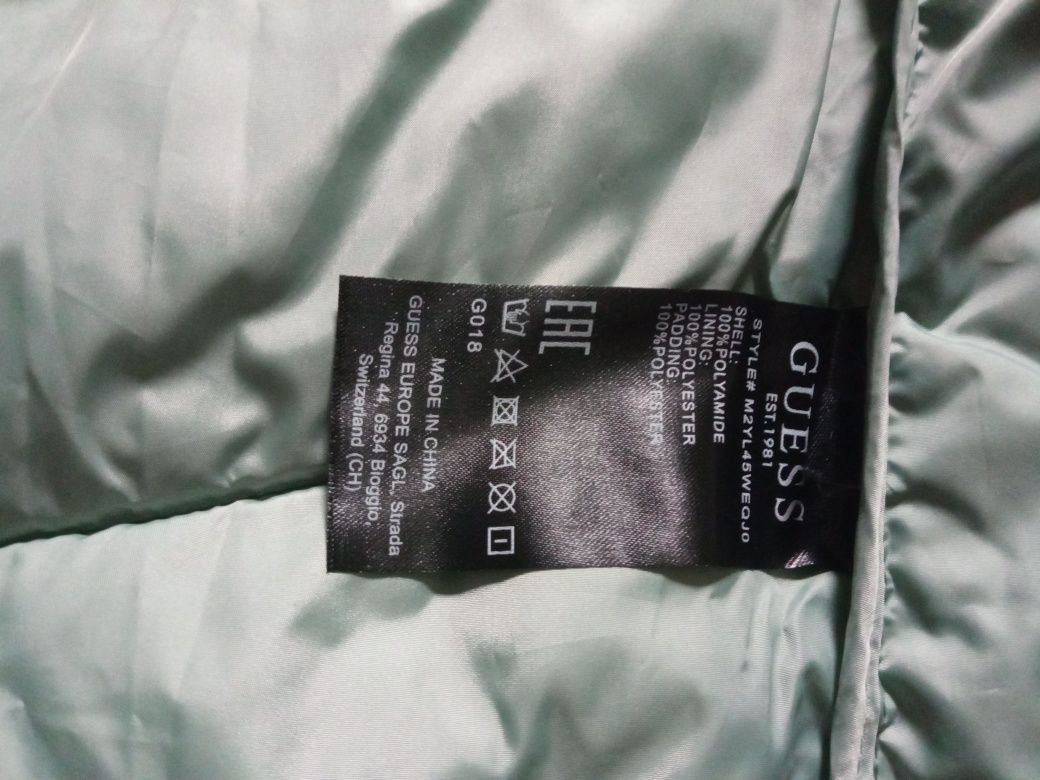 GUESS
EST.1981
STYLE# M2YL45WEQJ0
SHELL:
100%POLYAMIDE
LINING:
100%POLYESTER
PADDING:
100%POLYESTER
EAC
G018
MADE IN CHINA
GUESS EUROPE SAGL, Strada
Regina 44, 6934 Bioggio,
Switzerland (CH)